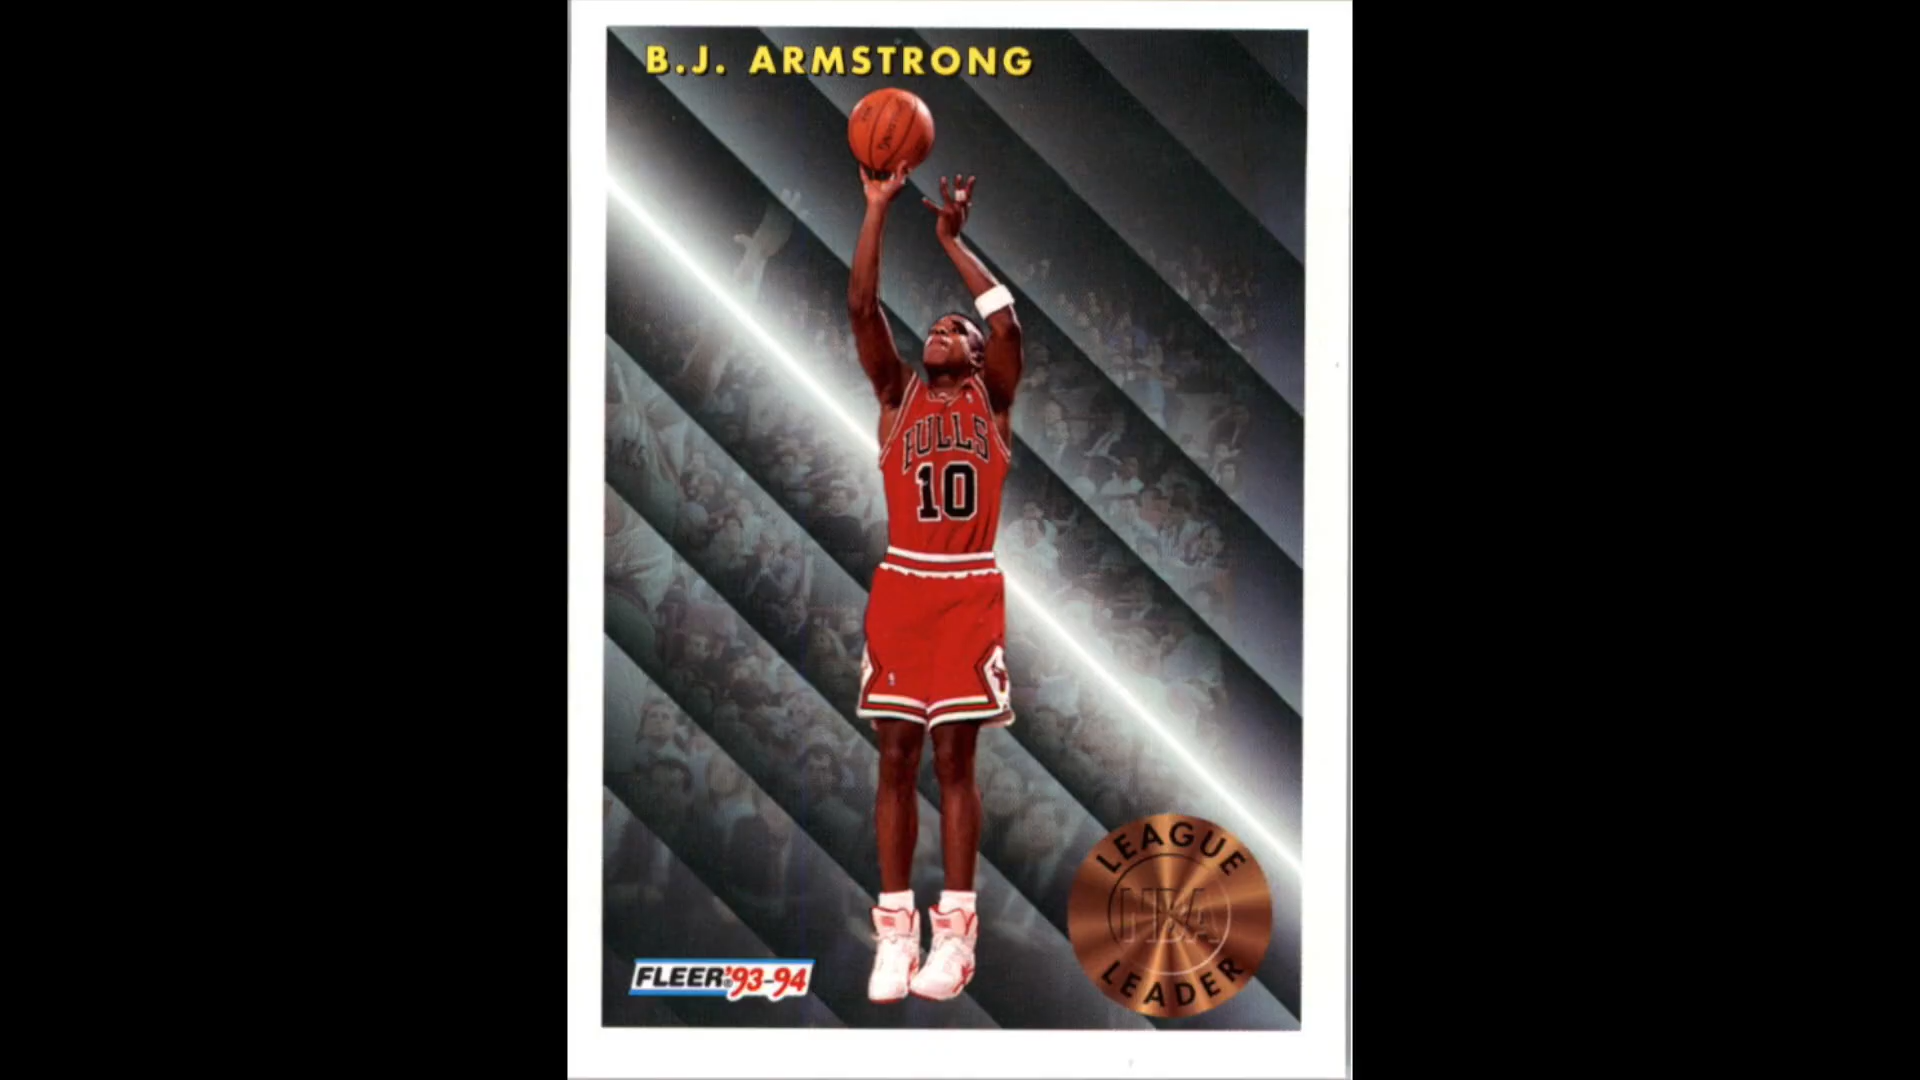 B.J. ARMSTRONG
BULLS
10
LEAGUE
NBA
LEADER
FLEER® '93-94